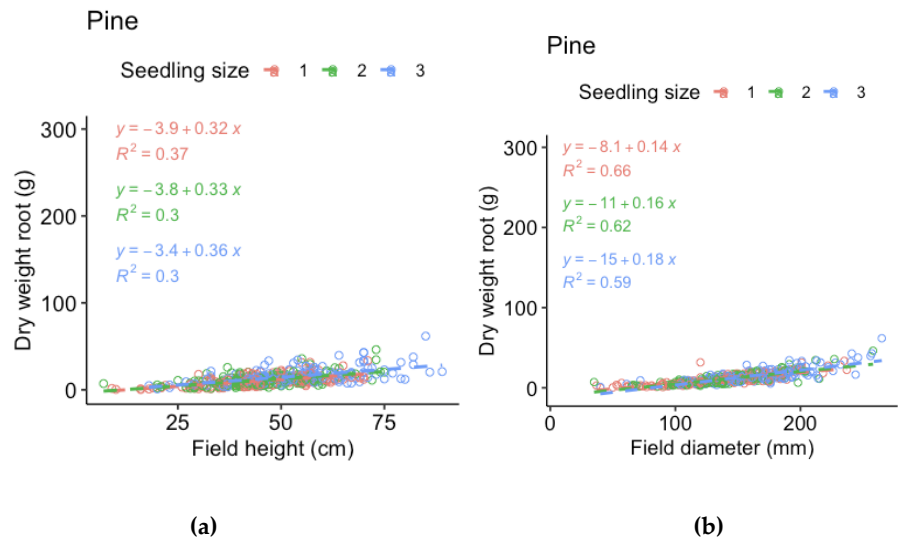 Pine
Seedling size 1 2 3
300
200
100
0
Dry weight root (g)
y = −3.9 + 0.32 x
R² = 0.37
y = −3.8 + 0.33 x
R² = 0.3
y = −3.4 + 0.36 x
R² = 0.3
25 50 75
Field height (cm)
(a)
Pine
Seedling size 1 2 3
300
200
100
0
Dry weight root (g)
y = −8.1 + 0.14 x
R² = 0.66
y = −11 + 0.16 x
R² = 0.62
y = −15 + 0.18 x
R² = 0.59
0 100 200
Field diameter (mm)
(b)